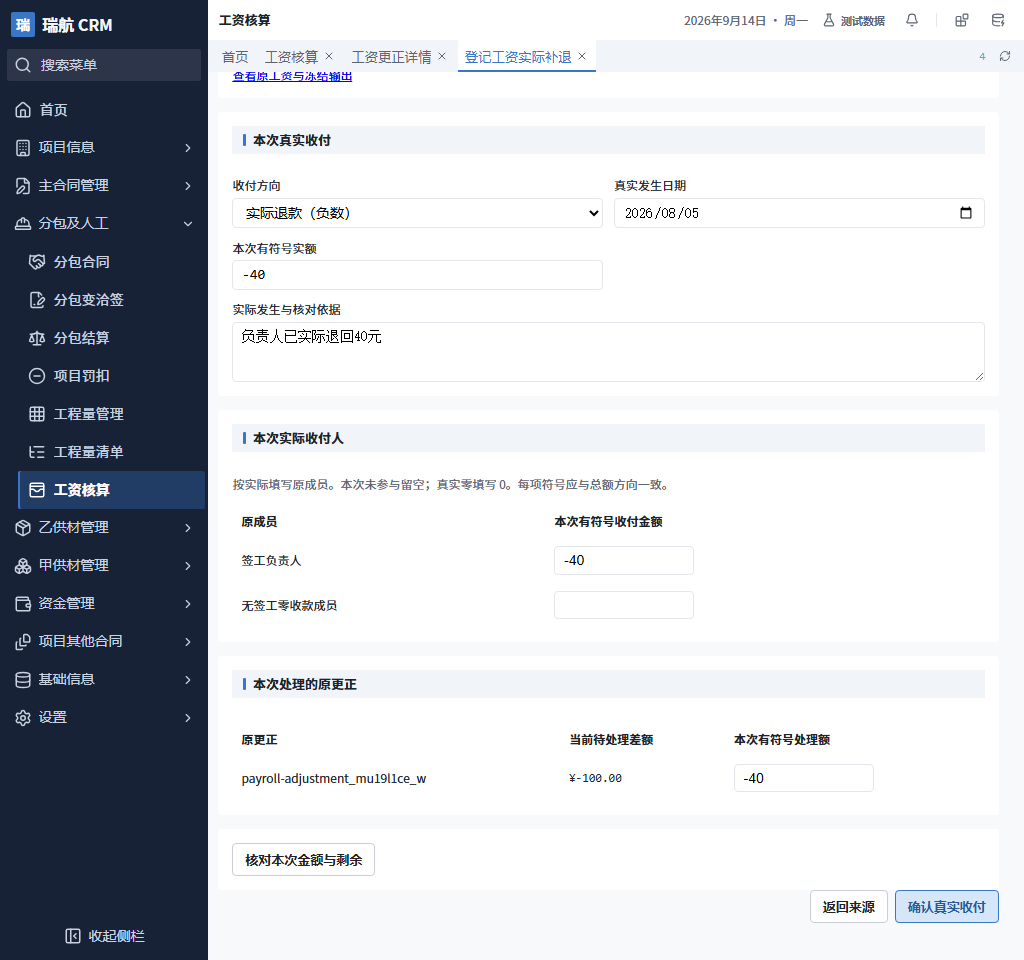 瑞 瑞航 CRM
搜索菜单
首页
项目信息
主合同管理
分包及人工
分包合同
分包变洽签
分包结算
项目罚扣
工程量管理
工程量清单
工资核算
乙供材管理
甲供材管理
资金管理
项目其他合同
基础信息
设置
收起侧栏
工资核算
2026年9月14日 · 周一 测试数据
首页 工资核算 × 工资更正详情 × 登记工资实际补退 × 4
查看原工资与冻结输出
本次真实收付
收付方向 真实发生日期
实际退款（负数） 2026/08/05
本次有符号实额
-40
实际发生与核对依据
负责人已实际退回40元
本次实际收付人
按实际填写原成员。本次未参与留空；真实零填写 0。每项符号应与总额方向一致。
原成员 本次有符号收付金额
签工负责人 -40
无签工零收款成员
本次处理的原更正
原更正 当前待处理差额 本次有符号处理额
payroll-adjustment_mu19l1ce_w ¥-100.00 -40
核对本次金额与剩余
返回来源 确认真实收付